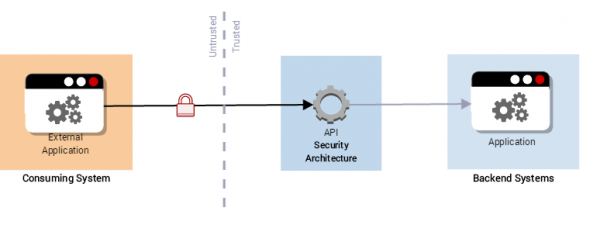 Untrusted
Trusted
External
Application
Consuming System
API
Security
Architecture
Application
Backend Systems